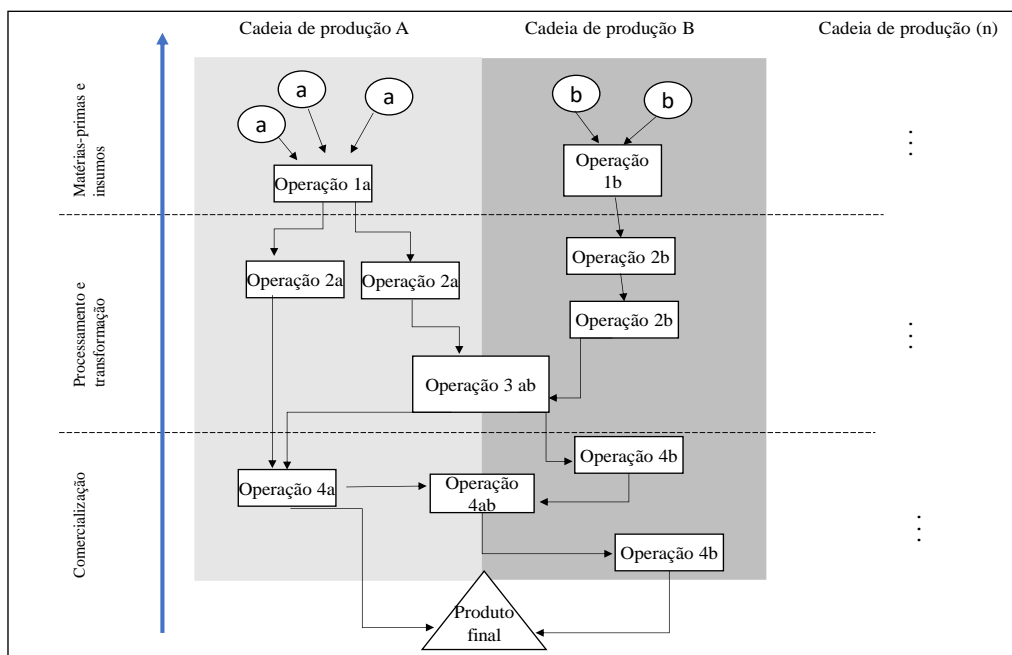 Cadeia de produção A
Cadeia de produção B
Cadeia de produção (n)
Matérias-primas e
insumos
a
a
a
b
b
Operação 1a
Operação
1b
Processamento e
transformação
Operação 2a
Operação 2a
Operação 2b
Operação 2b
Operação 3 ab
Comercialização
Operação 4b
Operação 4a
Operação
4ab
Operação 4b
Produto
final